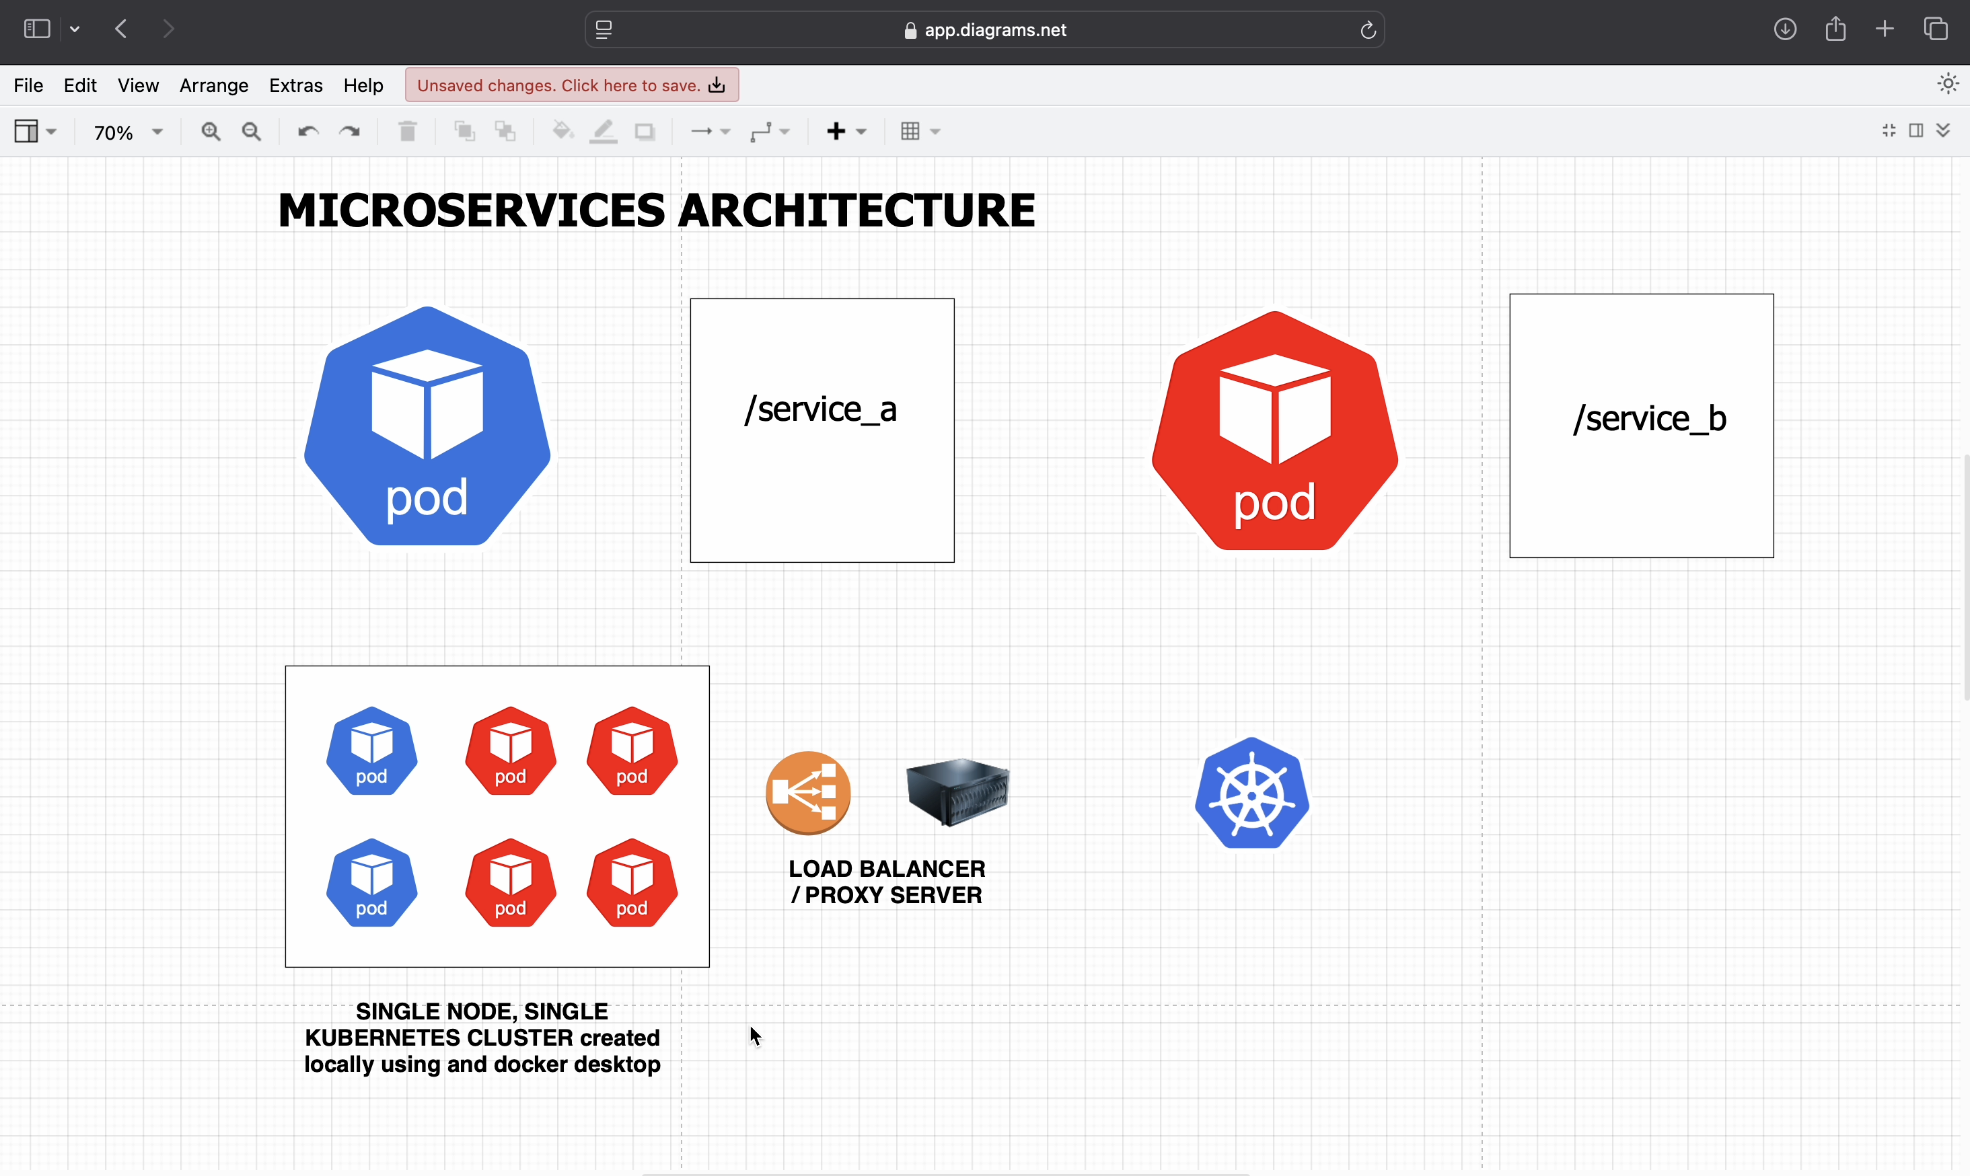 app.diagrams.net
File Edit View Arrange Extras Help Unsaved changes. Click here to save.
70%
MICROSERVICES ARCHITECTURE
pod
/service_a
pod
/service_b
pod pod pod
pod pod pod
LOAD BALANCER
/ PROXY SERVER
SINGLE NODE, SINGLE
KUBERNETES CLUSTER created
locally using and docker desktop